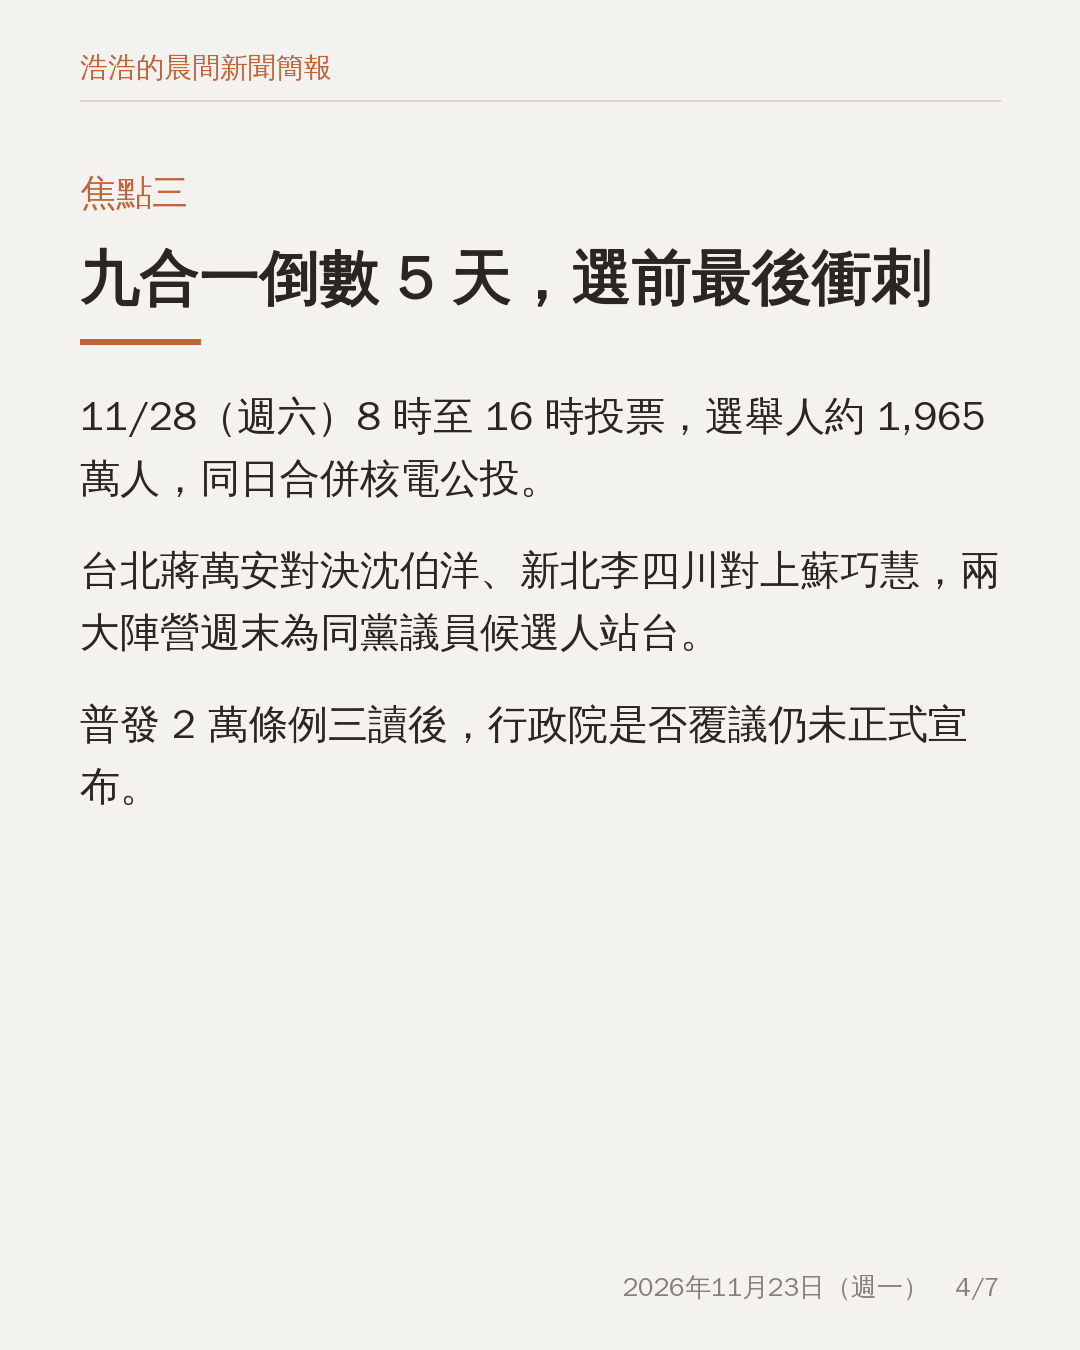 浩浩的晨間新聞簡報
焦點三
九合一倒數 5 天，選前最後衝刺
11/28（週六）8 時至 16 時投票，選舉人約 1,965
萬人，同日合併核電公投。
台北蔣萬安對決沈伯洋、新北李四川對上蘇巧慧，兩
大陣營週末為同黨議員候選人站台。
普發 2 萬條例三讀後，行政院是否覆議仍未正式宣
布。
2026年11月23日（週一） 4/7